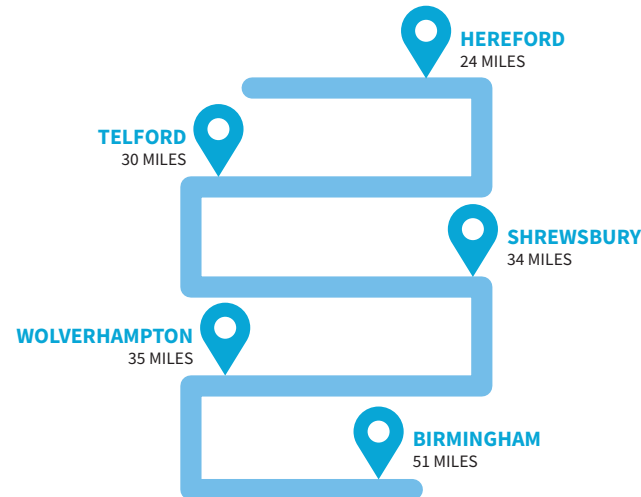 HEREFORD
24 MILES
TELFORD
30 MILES
SHREWSBURY
34 MILES
WOLVERHAMPTON
35 MILES
BIRMINGHAM
51 MILES